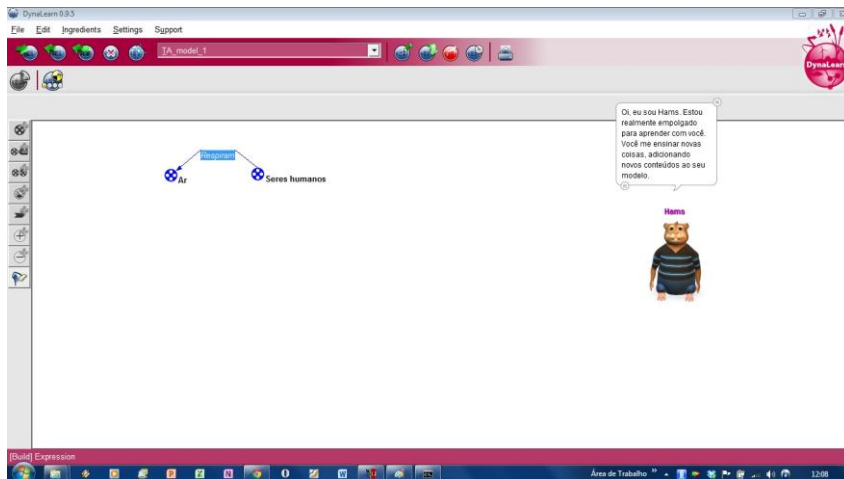 DynaLearn 0.9.3
File Edit Ingredients Settings Support
TA_model_1
DynaLearn
Respiram
Ar
Seres humanos
Oi, eu sou Hams. Estou
realmente empolgado
para aprender com você.
Você me ensinar novas
coisas, adicionando
novos conteúdos ao seu
modelo.
Hams
[Build] Expression
Área de Trabalho
12:08